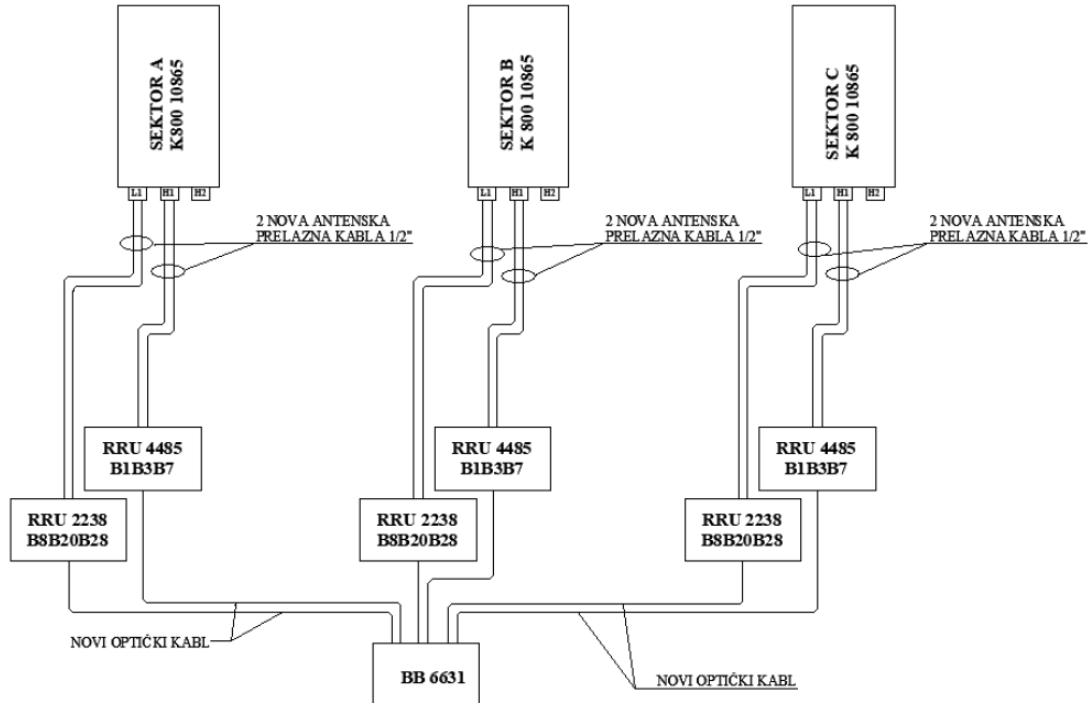 SEKTOR A
K800 10865
SEKTOR B
K 800 10865
SEKTOR C
K 800 10865
L1
H1
H2
L1
H1
H2
L1
H1
H2
2 NOVA ANTENSKA
PRELAZNA KABLA 1/2"
2 NOVA ANTENSKA
PRELAZNA KABLA 1/2"
2 NOVA ANTENSKA
PRELAZNA KABLA 1/2"
RRU 4485
B1B3B7
RRU 4485
B1B3B7
RRU 4485
B1B3B7
RRU 2238
B8B20B28
RRU 2238
B8B20B28
RRU 2238
B8B20B28
NOVI OPTIČKI KABL
BB 6631
NOVI OPTIČKI KABL